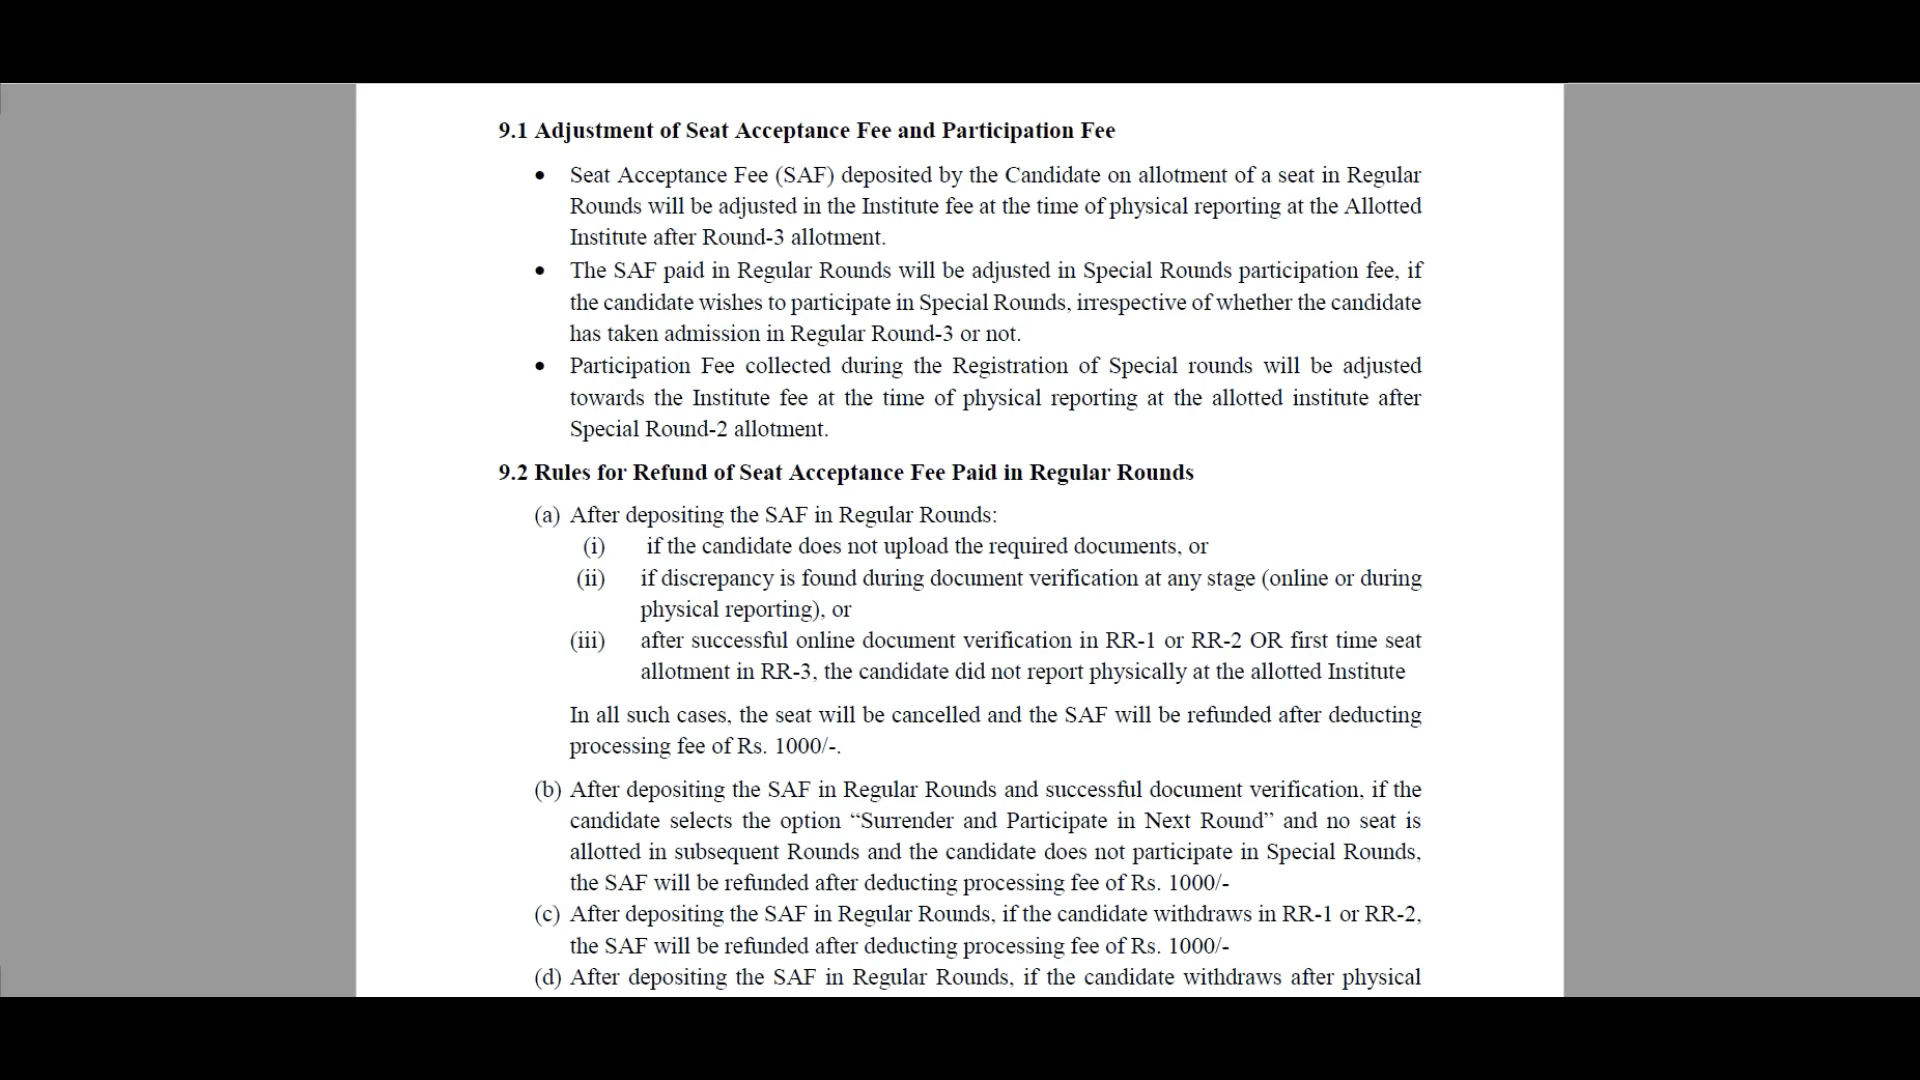 9.1 Adjustment of Seat Acceptance Fee and Participation Fee
• Seat Acceptance Fee (SAF) deposited by the Candidate on allotment of a seat in Regular
Rounds will be adjusted in the Institute fee at the time of physical reporting at the Allotted
Institute after Round-3 allotment.
• The SAF paid in Regular Rounds will be adjusted in Special Rounds participation fee, if
the candidate wishes to participate in Special Rounds, irrespective of whether the candidate
has taken admission in Regular Round-3 or not.
• Participation Fee collected during the Registration of Special rounds will be adjusted
towards the Institute fee at the time of physical reporting at the allotted institute after
Special Round-2 allotment.
9.2 Rules for Refund of Seat Acceptance Fee Paid in Regular Rounds
(a) After depositing the SAF in Regular Rounds:
(i) if the candidate does not upload the required documents, or
(ii) if discrepancy is found during document verification at any stage (online or during
physical reporting), or
(iii) after successful online document verification in RR-1 or RR-2 OR first time seat
allotment in RR-3, the candidate did not report physically at the allotted Institute
In all such cases, the seat will be cancelled and the SAF will be refunded after deducting
processing fee of Rs. 1000/-.
(b) After depositing the SAF in Regular Rounds and successful document verification, if the
candidate selects the option “Surrender and Participate in Next Round” and no seat is
allotted in subsequent Rounds and the candidate does not participate in Special Rounds,
the SAF will be refunded after deducting processing fee of Rs. 1000/-
(c) After depositing the SAF in Regular Rounds, if the candidate withdraws in RR-1 or RR-2,
the SAF will be refunded after deducting processing fee of Rs. 1000/-
(d) After depositing the SAF in Regular Rounds, if the candidate withdraws after physical